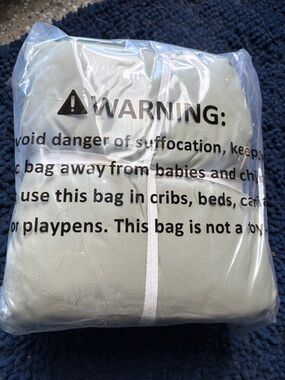 ⚠WARNING:
void danger of suffocation, keep
c bag away from babies and chi
use this bag in cribs, beds, car
or playpens. This bag is not a toy